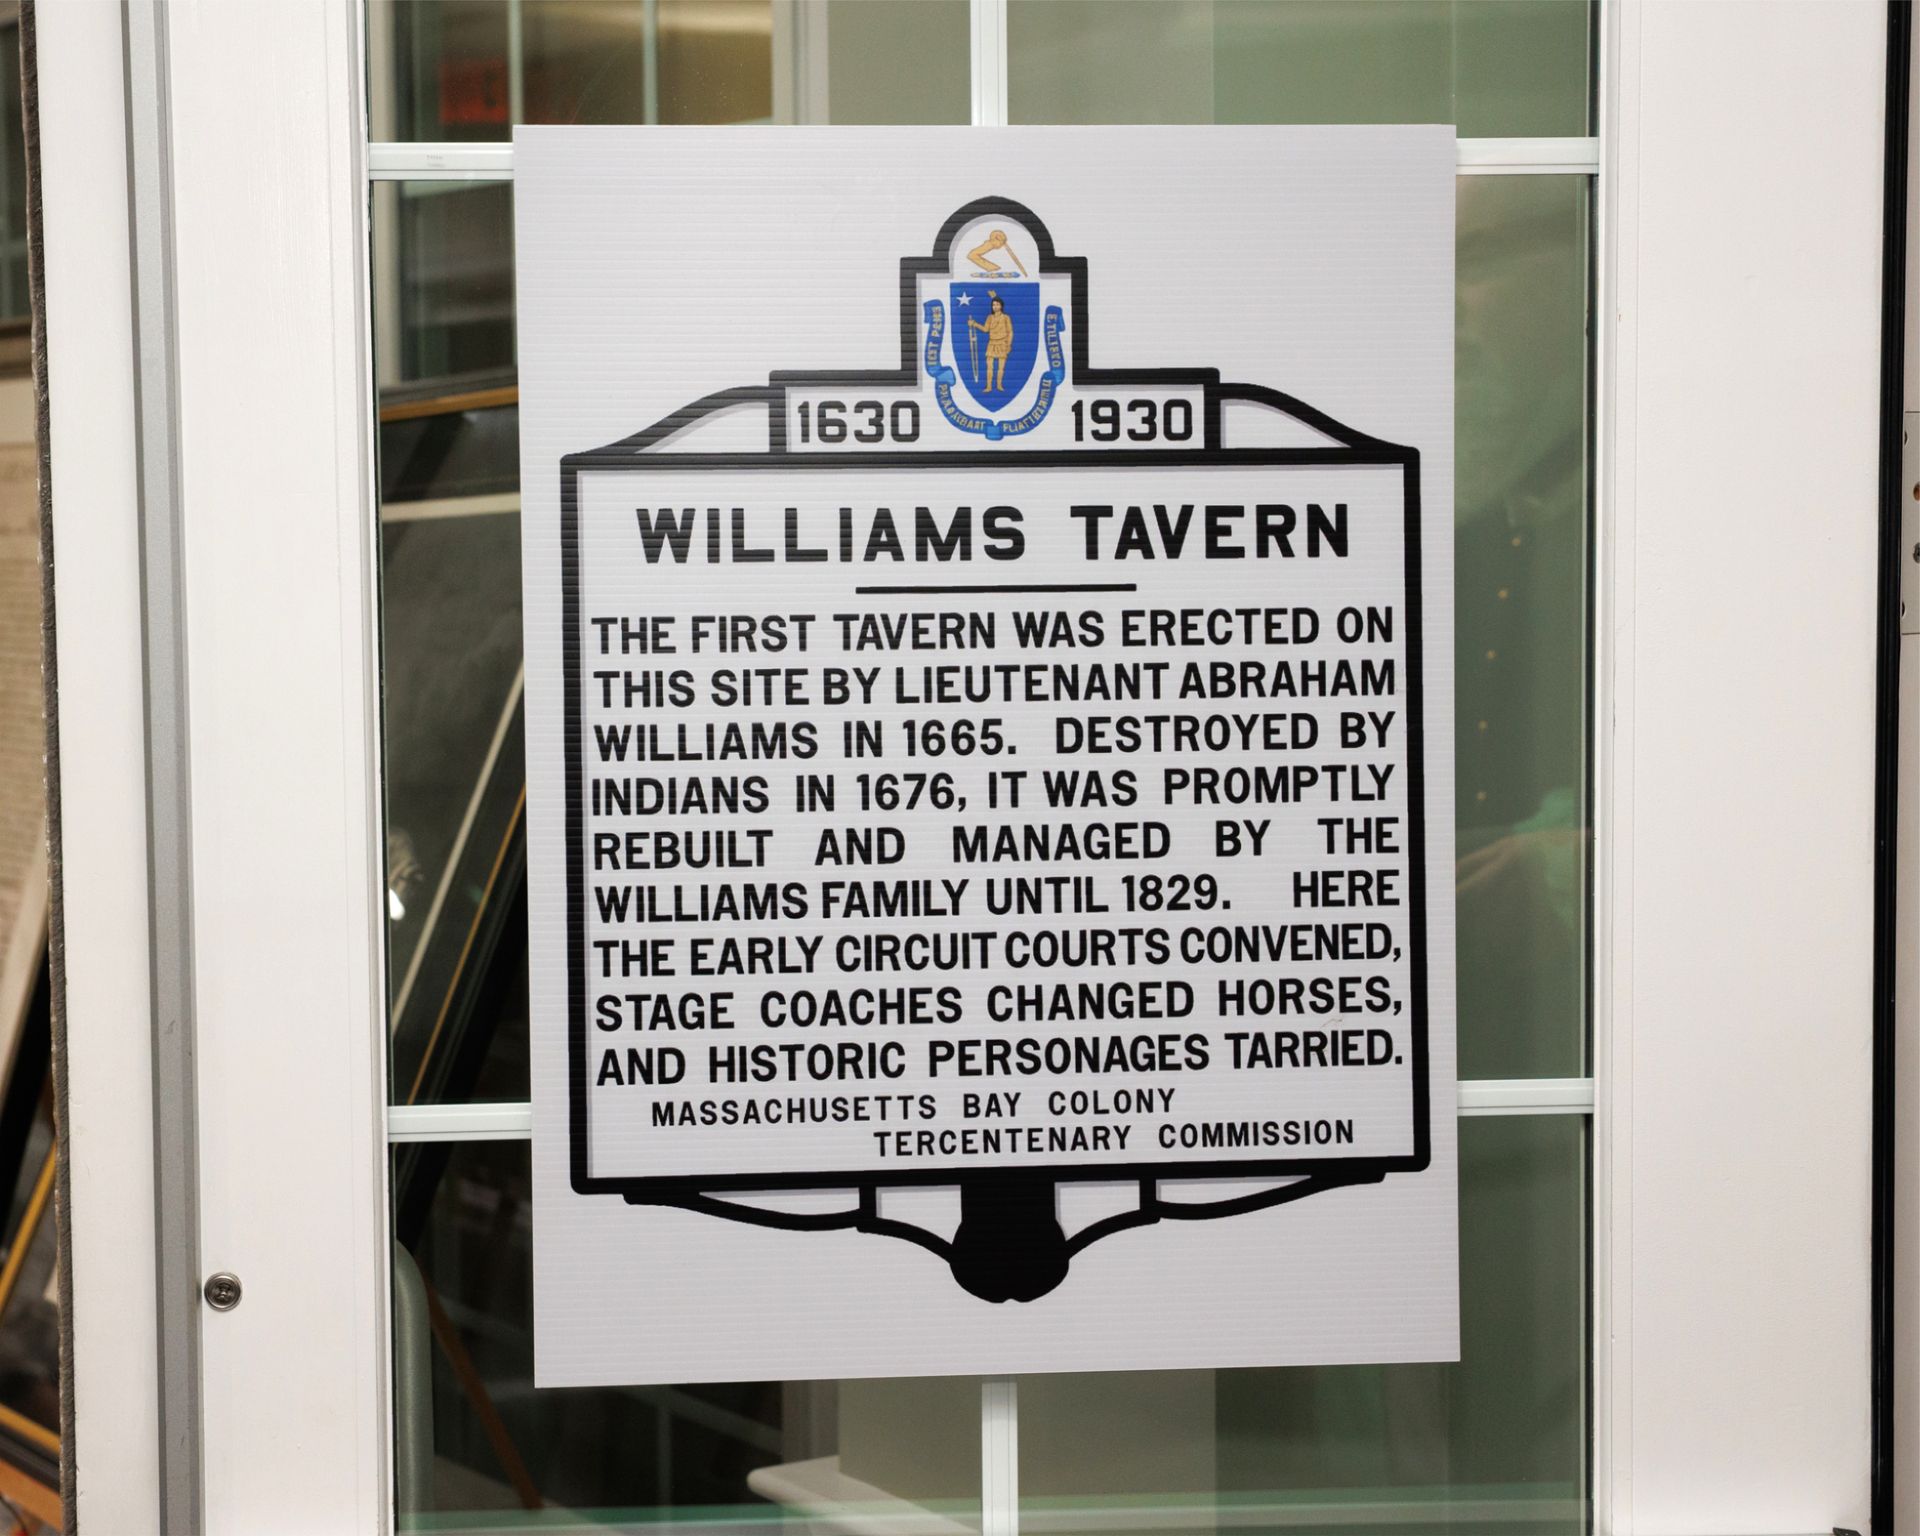 1630 1930
WILLIAMS TAVERN
THE FIRST TAVERN WAS ERECTED ON
THIS SITE BY LIEUTENANT ABRAHAM
WILLIAMS IN 1665. DESTROYED BY
INDIANS IN 1676, IT WAS PROMPTLY
REBUILT AND MANAGED BY THE
WILLIAMS FAMILY UNTIL 1829. HERE
THE EARLY CIRCUIT COURTS CONVENED,
STAGE COACHES CHANGED HORSES,
AND HISTORIC PERSONAGES TARRIED.
MASSACHUSETTS BAY COLONY
TERCENTENARY COMMISSION